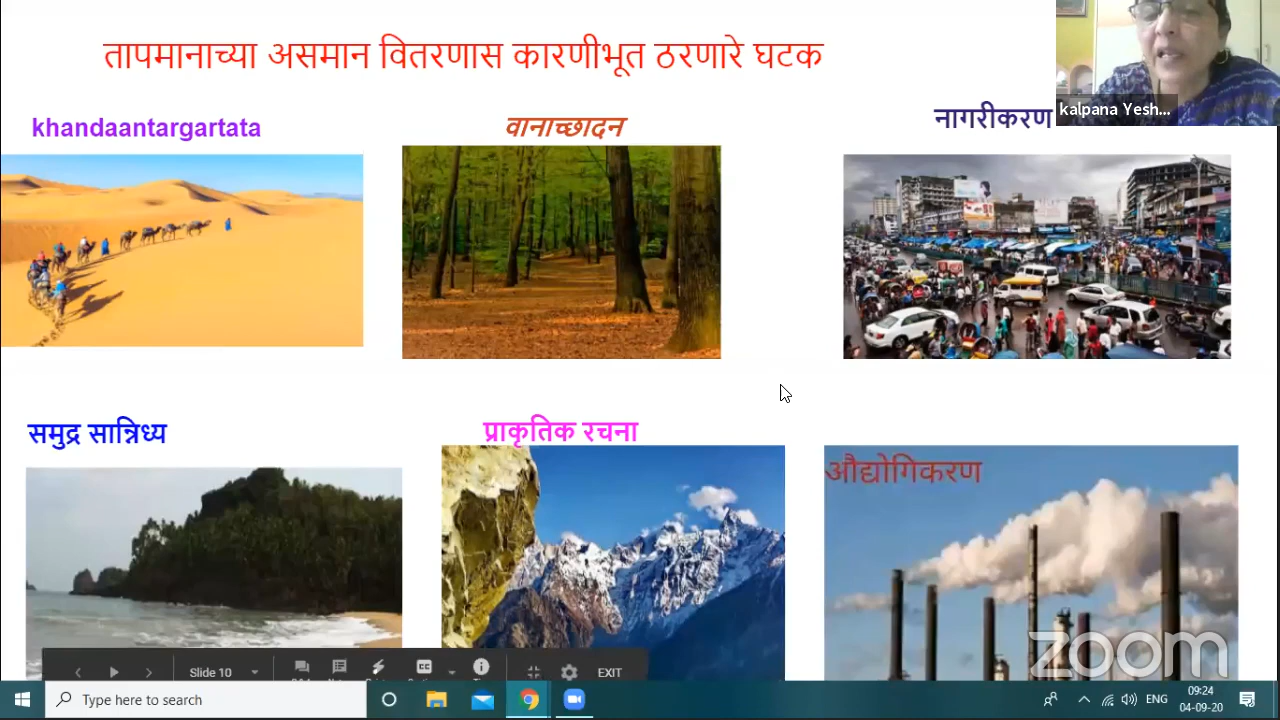 तापमानाच्या असमान वितरणास कारणीभूत ठरणारे घटक
kalpana Yesh...
khandaantargartata
वानाच्छादन
नागरीकरण
समुद्र सान्निध्य
प्राकृतिक रचना
औद्योगिकरण
zoom
Slide 10
EXIT
Type here to search
ENG
09:24
04-09-20